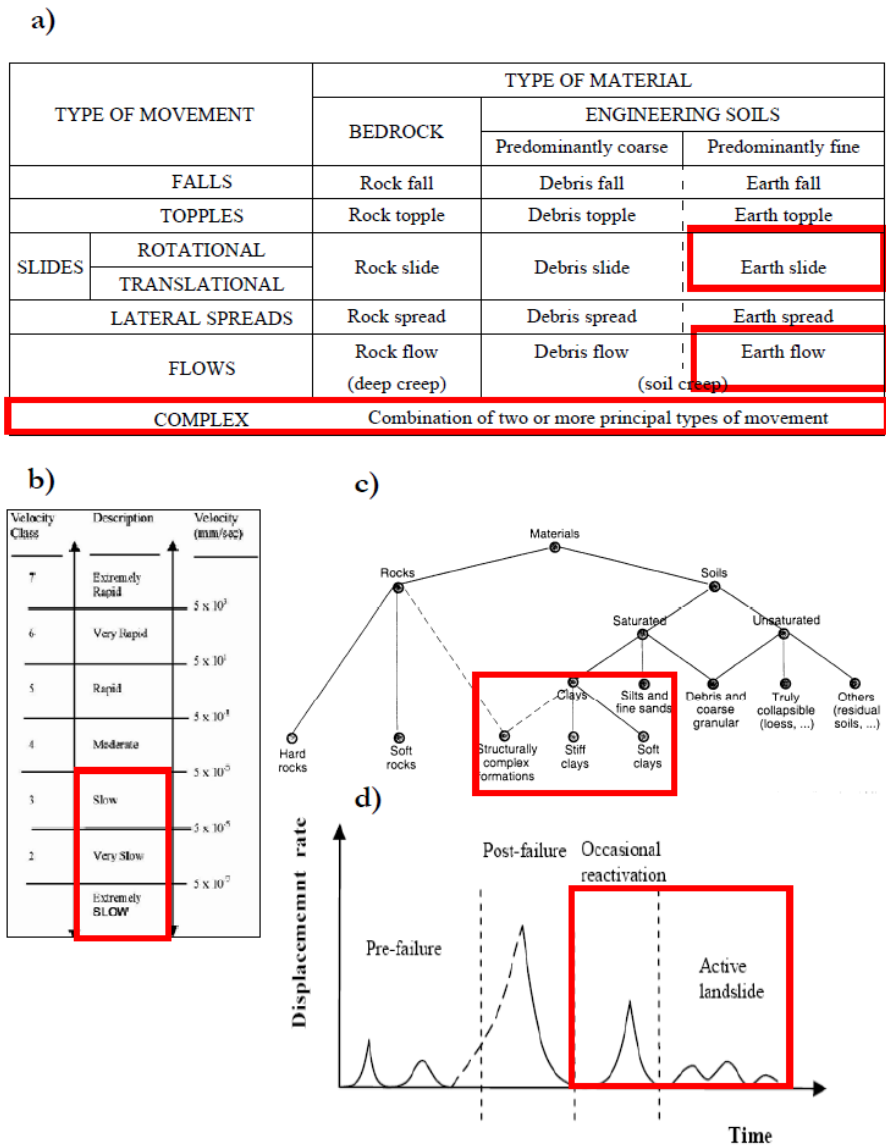 a)
TYPE OF MOVEMENT
TYPE OF MATERIAL
BEDROCK
ENGINEERING SOILS
Predominantly coarse
Predominantly fine
FALLS Rock fall Debris fall Earth fall
TOPPLES Rock topple Debris topple Earth topple
SLIDES
ROTATIONAL
TRANSLATIONAL
Rock slide Debris slide Earth slide
LATERAL SPREADS Rock spread Debris spread Earth spread
FLOWS
Rock flow Debris flow Earth flow
(deep creep) (soil creep)
COMPLEX Combination of two or more principal types of movement
b)
Velocity Description Velocity
Class (mm/sec)
7 Extremely
Rapid
5 x 10³
6 Very Rapid
5 x 10¹
5 Rapid
5 x 10
4 Moderate
5 x 10
3 Slow
5 x 10⁻⁵
2 Very Slow
5 x 10⁻⁷
Extremely
SLOW
c)
Materials
Rocks
Soils
Saturated
Unsaturated
Clays
Silts and
fine sands
Debris and
coarse
granular
Truly
collapsible
(loess, ...)
Others
(residual
soils, ...)
Hard
rocks
Soft
rocks
Structurally
complex
formations
Stiff
clays
Soft
clays
d)
Displacememnt rate
Pre-failure
Post-failure
Occasional
reactivation
Active
landslide
Time